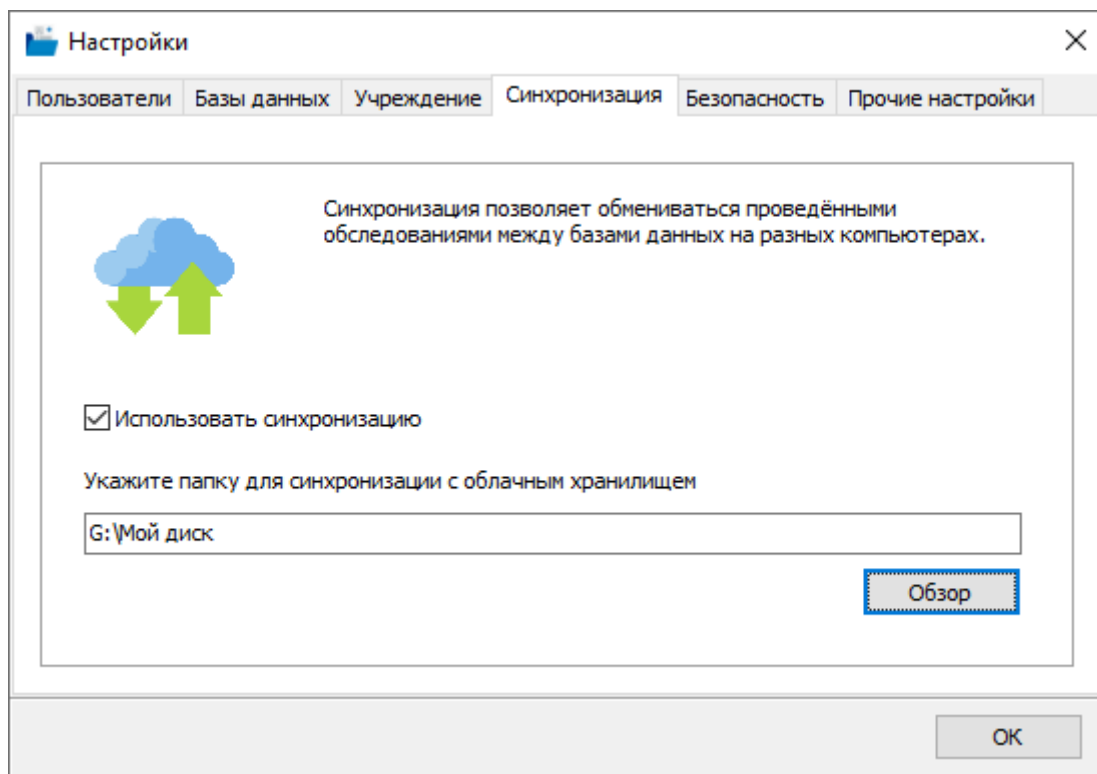 Настройки
Пользователи Базы данных Учреждение Синхронизация Безопасность Прочие настройки
Синхронизация позволяет обмениваться проведёнными
обследованиями между базами данных на разных компьютерах.
Использовать синхронизацию
Укажите папку для синхронизации с облачным хранилищем
G:\Мой диск
Обзор
ОК